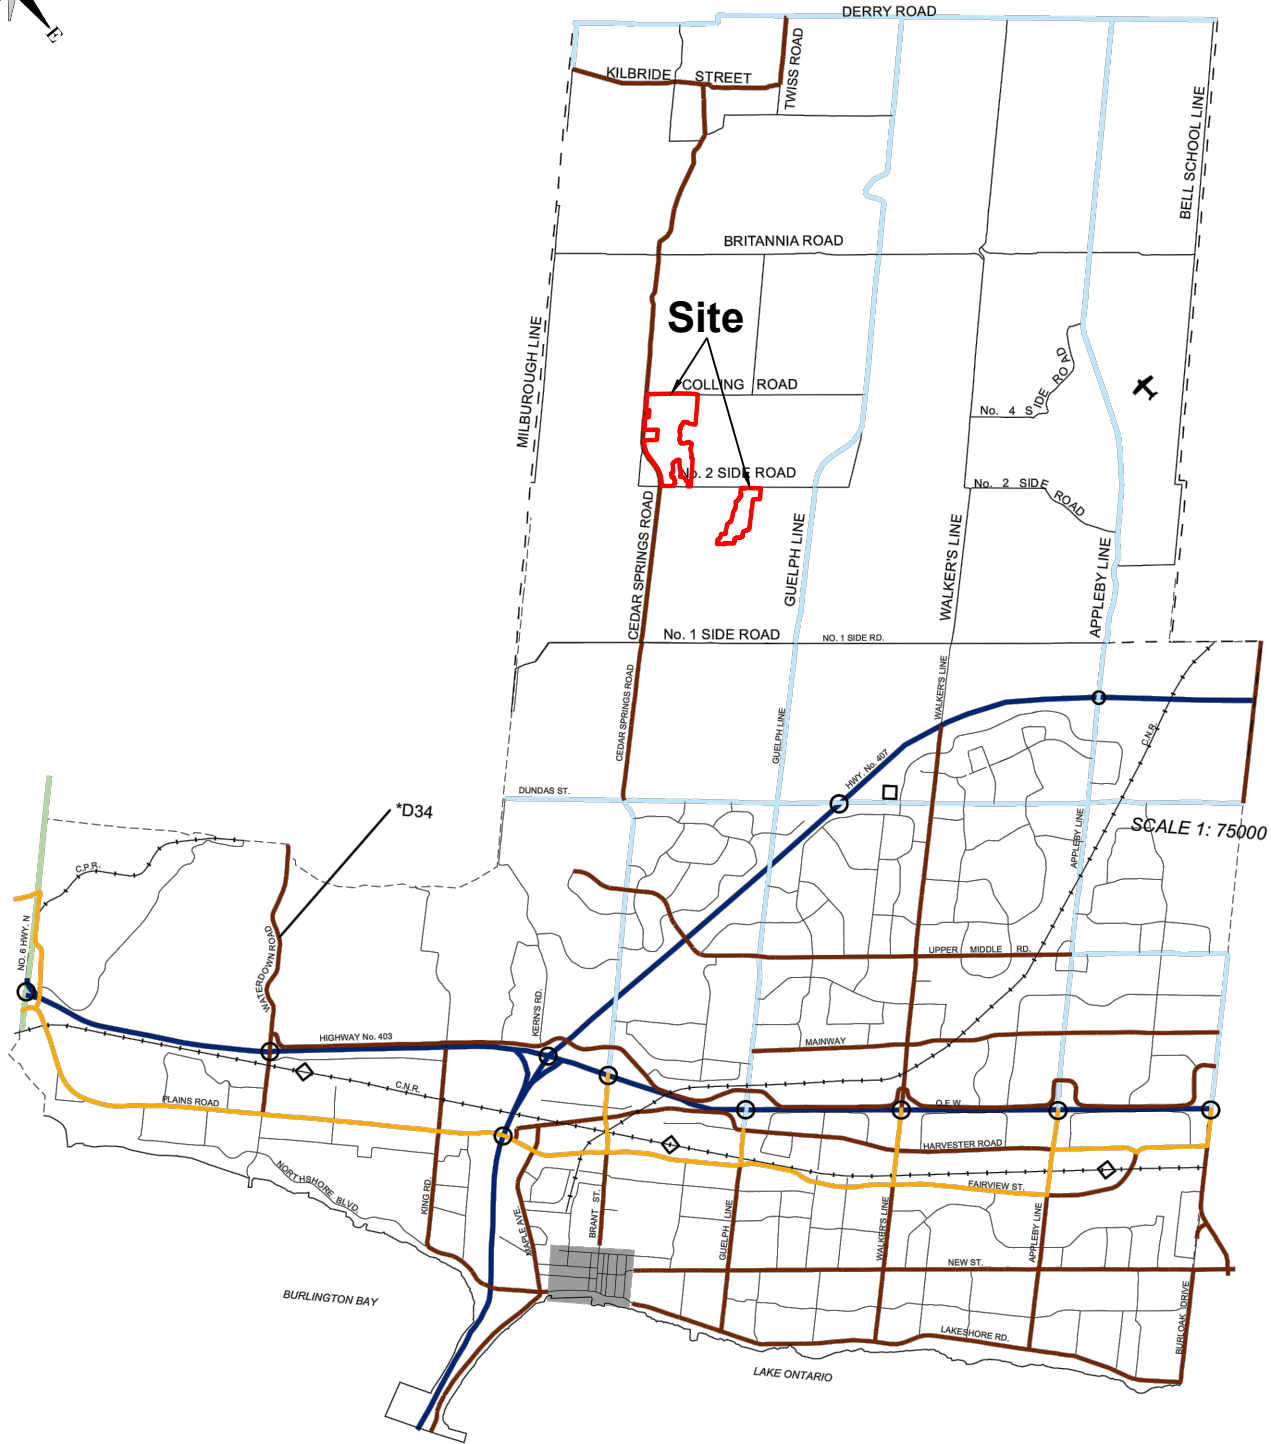 E
DERRY ROAD
KILBRIDE STREET
TWISS ROAD
BELL SCHOOL LINE
BRITANNIA ROAD
Site
MILBUROUGH LINE
COLLING ROAD
No. 4 SIDE ROAD
No. 2 SIDE ROAD
No. 2 SIDE ROAD
CEDAR SPRINGS ROAD
GUELPH LINE
WALKER'S LINE
APPLEBY LINE
No. 1 SIDE ROAD
NO. 1 SIDE RD.
CEDAR SPRINGS ROAD
GUELPH LINE
WALKER'S LINE
C.N.R.
HWY. No. 407
DUNDAS ST.
*D34
APPLEBY LINE
SCALE 1: 75000
C.P.R.
NO. 6 HWY. N
WATERDOWN ROAD
UPPER MIDDLE RD.
KERN'S RD.
HIGHWAY No. 403
MAINWAY
C.N.R.
PLAINS ROAD
Q.E.W.
HARVESTER ROAD
NORTHSHORE BLVD.
KING RD.
MAPLE AVE.
BRANT ST.
GUELPH LINE
WALKER'S LINE
FAIRVIEW ST.
APPLEBY LINE
NEW ST.
BURLINGTON BAY
LAKESHORE RD.
BURLOAK DRIVE
LAKE ONTARIO